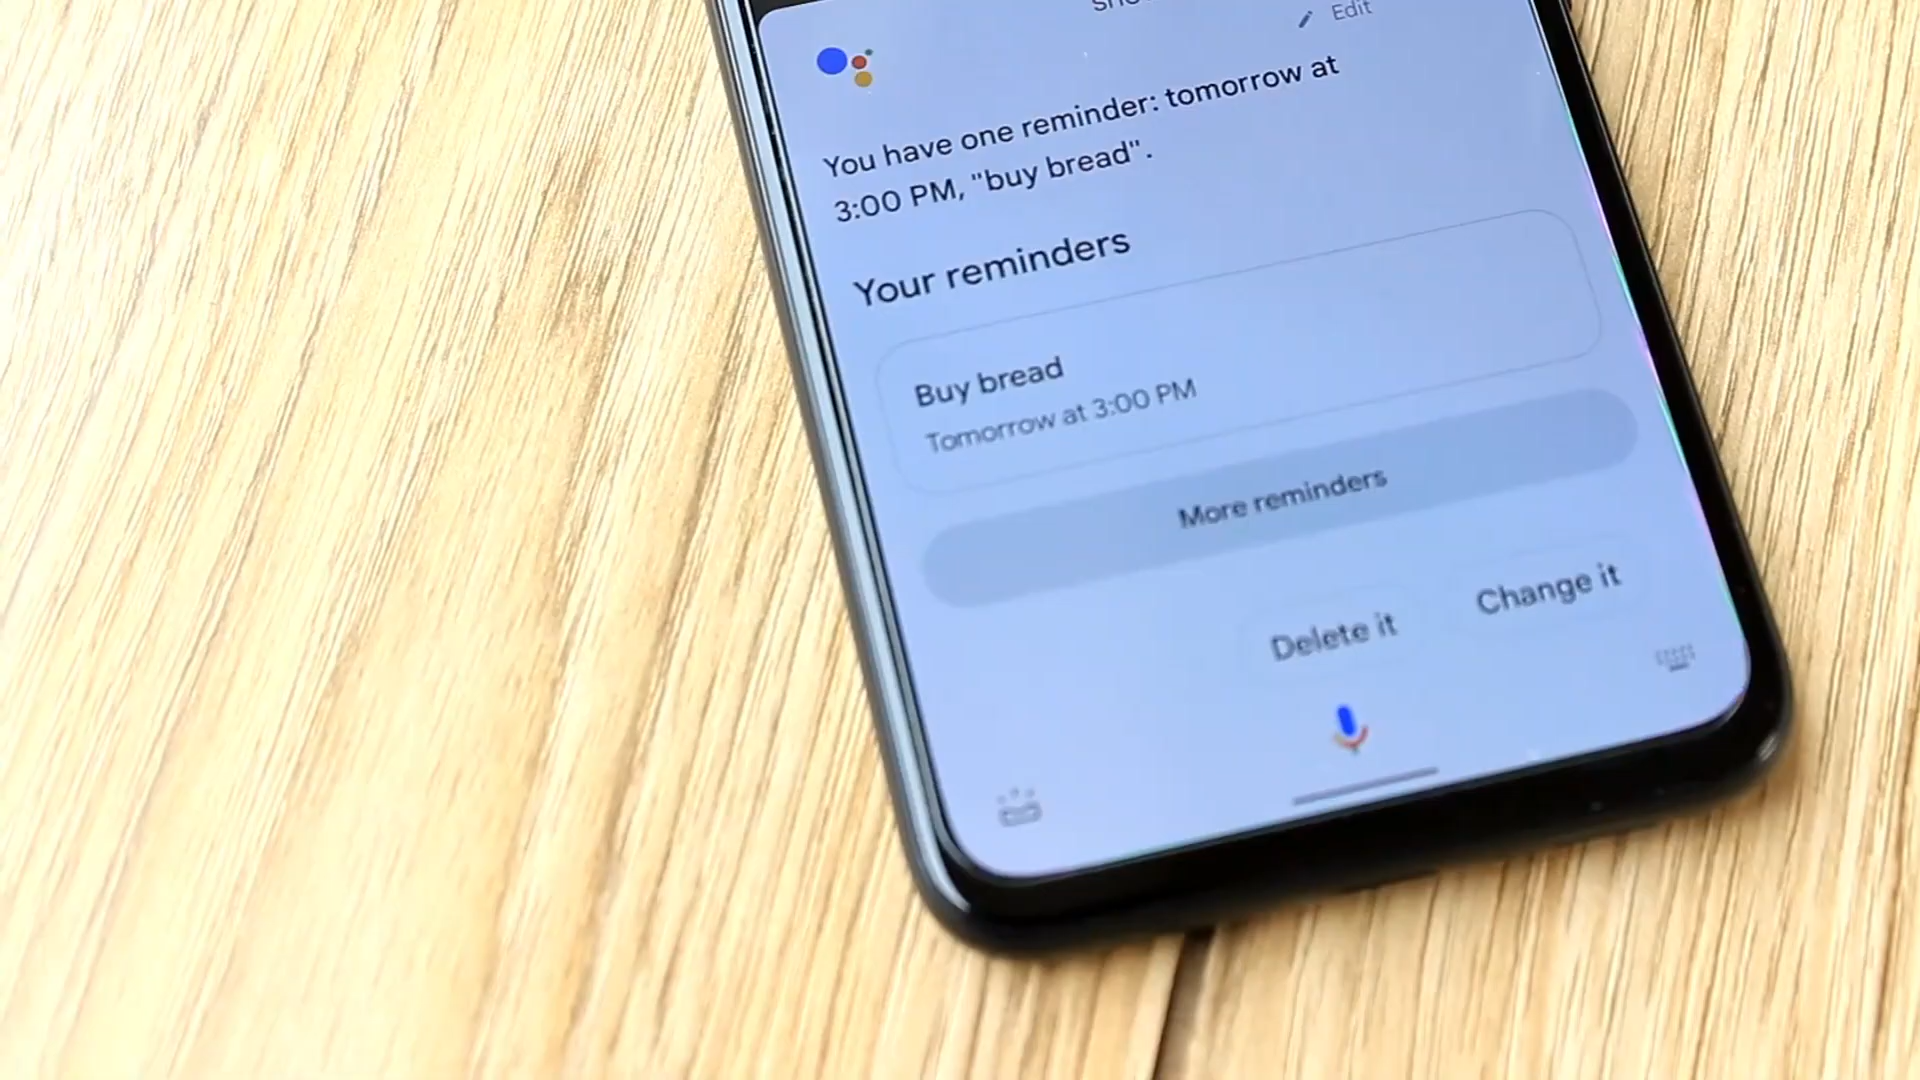 Edit
You have one reminder: tomorrow at
3:00 PM, "buy bread".
Your reminders
Buy bread
Tomorrow at 3:00 PM
More reminders
Delete it
Change it